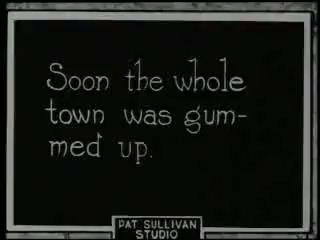 Soon the whole
town was gum-
med up.
PAT SULLIVAN
STUDIO